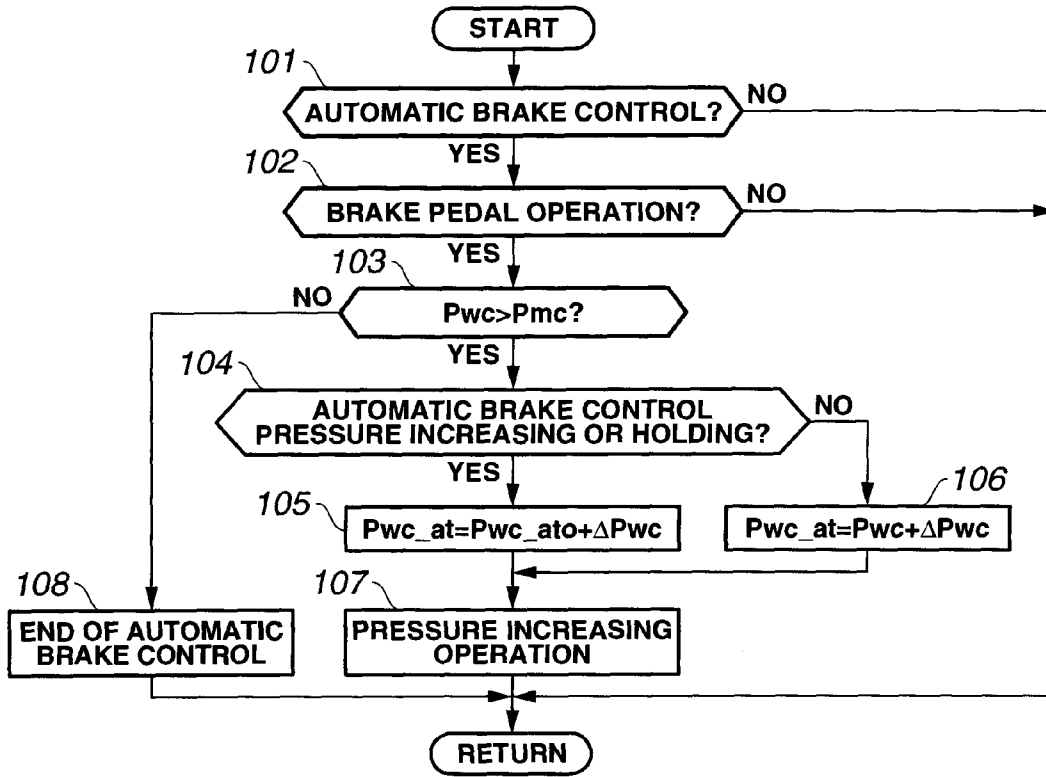 START
101
AUTOMATIC BRAKE CONTROL?
NO
YES
102
BRAKE PEDAL OPERATION?
NO
YES
103
NO
Pwc>Pmc?
YES
104
AUTOMATIC BRAKE CONTROL
PRESSURE INCREASING OR HOLDING?
NO
YES
105
Pwc_at=Pwc_ato+ΔPwc
106
Pwc_at=Pwc+ΔPwc
108
END OF AUTOMATIC
BRAKE CONTROL
107
PRESSURE INCREASING
OPERATION
RETURN